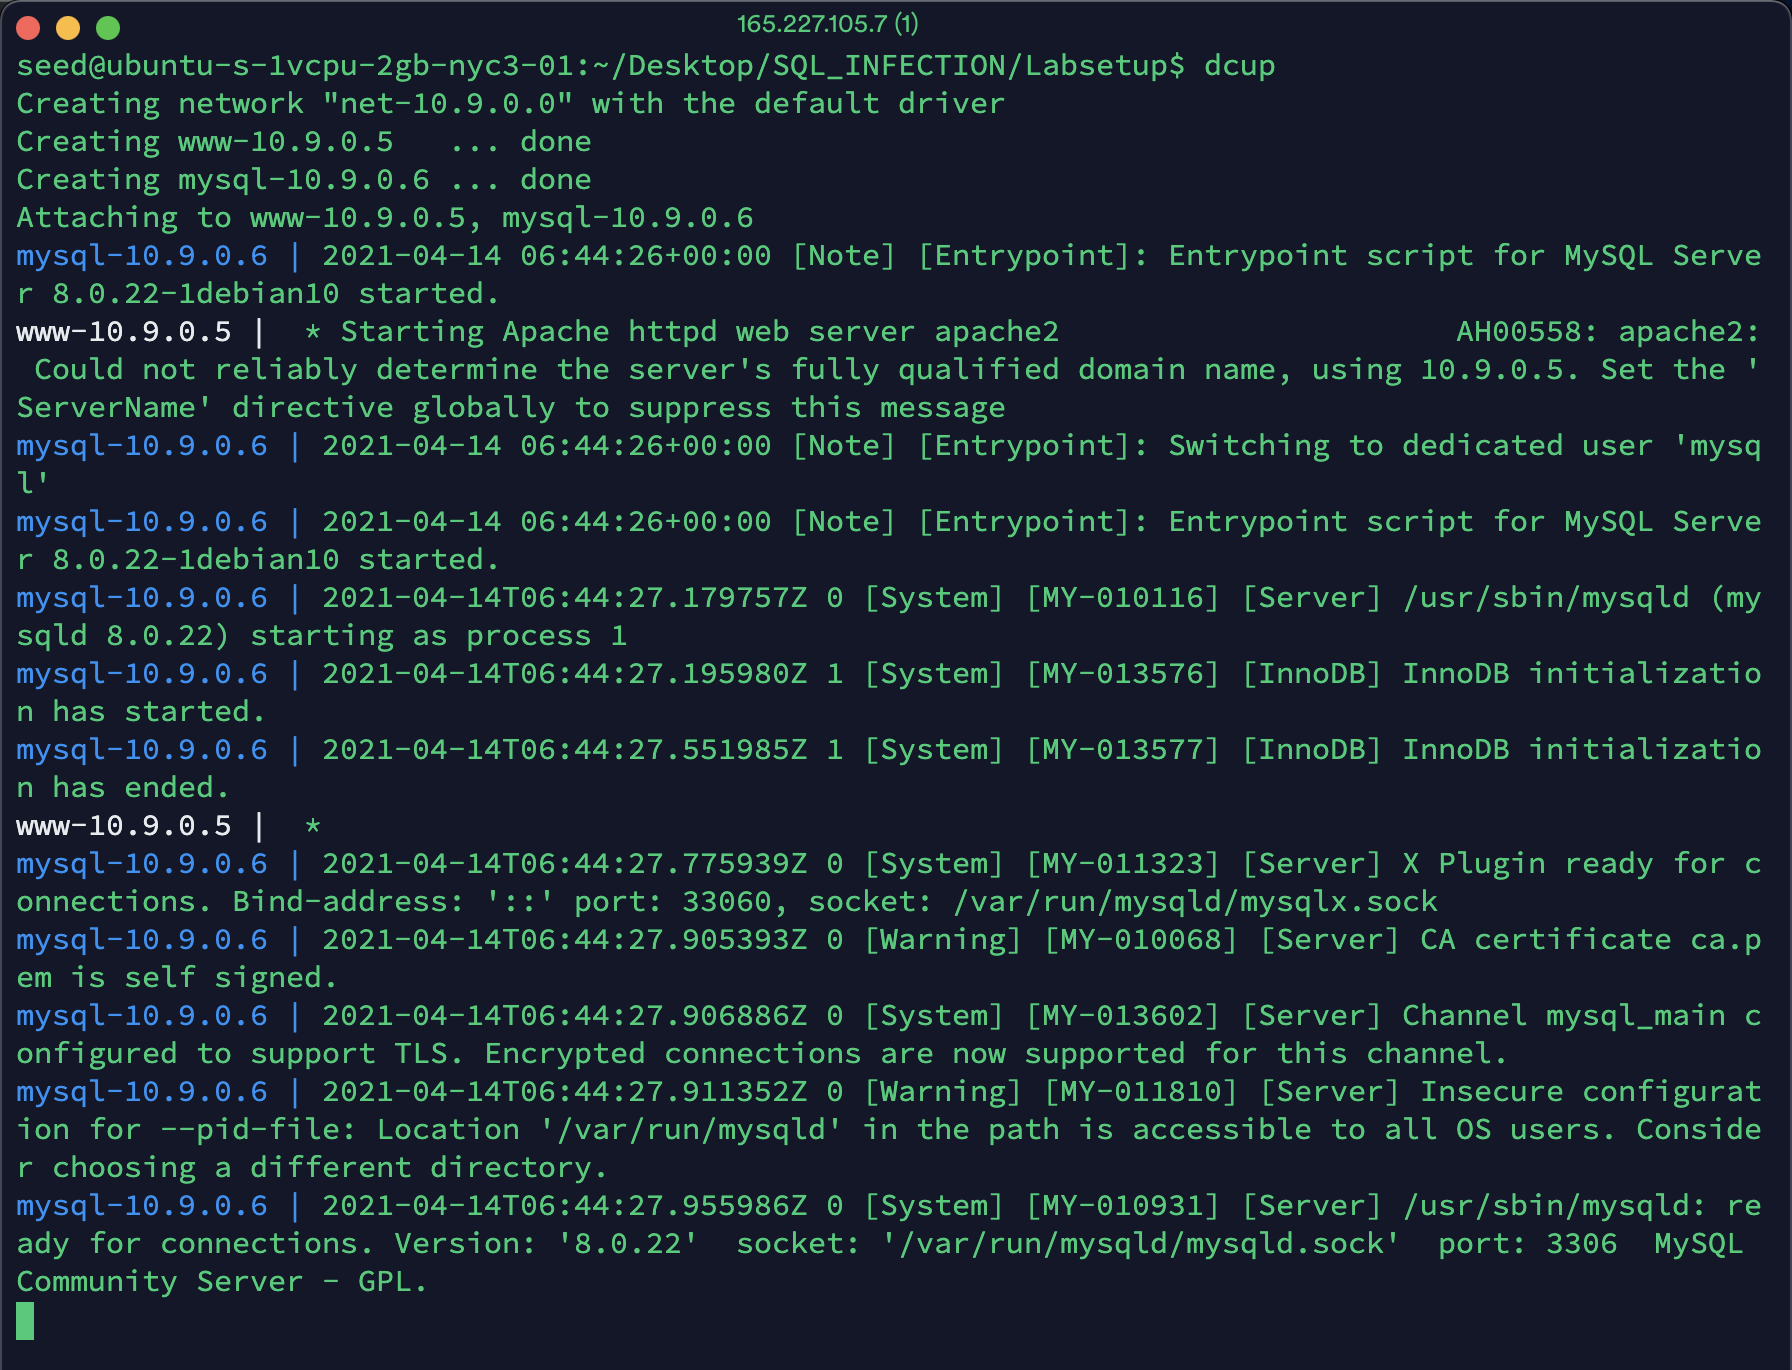 165.227.105.7 (1)
seed@ubuntu-s-1vcpu-2gb-nyc3-01:~/Desktop/SQL_INFECTION/Labsetup$ dcup
Creating network "net-10.9.0.0" with the default driver
Creating www-10.9.0.5   ... done
Creating mysql-10.9.0.6 ... done
Attaching to www-10.9.0.5, mysql-10.9.0.6
mysql-10.9.0.6 | 2021-04-14 06:44:26+00:00 [Note] [Entrypoint]: Entrypoint script for MySQL Serve
r 8.0.22-1debian10 started.
www-10.9.0.5 |  * Starting Apache httpd web server apache2                      AH00558: apache2:
 Could not reliably determine the server's fully qualified domain name, using 10.9.0.5. Set the '
ServerName' directive globally to suppress this message
mysql-10.9.0.6 | 2021-04-14 06:44:26+00:00 [Note] [Entrypoint]: Switching to dedicated user 'mysq
l'
mysql-10.9.0.6 | 2021-04-14 06:44:26+00:00 [Note] [Entrypoint]: Entrypoint script for MySQL Serve
r 8.0.22-1debian10 started.
mysql-10.9.0.6 | 2021-04-14T06:44:27.179757Z 0 [System] [MY-010116] [Server] /usr/sbin/mysqld (my
sqld 8.0.22) starting as process 1
mysql-10.9.0.6 | 2021-04-14T06:44:27.195980Z 1 [System] [MY-013576] [InnoDB] InnoDB initializatio
n has started.
mysql-10.9.0.6 | 2021-04-14T06:44:27.551985Z 1 [System] [MY-013577] [InnoDB] InnoDB initializatio
n has ended.
www-10.9.0.5 |  *
mysql-10.9.0.6 | 2021-04-14T06:44:27.775939Z 0 [System] [MY-011323] [Server] X Plugin ready for c
onnections. Bind-address: '::' port: 33060, socket: /var/run/mysqld/mysqlx.sock
mysql-10.9.0.6 | 2021-04-14T06:44:27.905393Z 0 [Warning] [MY-010068] [Server] CA certificate ca.p
em is self signed.
mysql-10.9.0.6 | 2021-04-14T06:44:27.906886Z 0 [System] [MY-013602] [Server] Channel mysql_main c
onfigured to support TLS. Encrypted connections are now supported for this channel.
mysql-10.9.0.6 | 2021-04-14T06:44:27.911352Z 0 [Warning] [MY-011810] [Server] Insecure configurat
ion for --pid-file: Location '/var/run/mysqld' in the path is accessible to all OS users. Conside
r choosing a different directory.
mysql-10.9.0.6 | 2021-04-14T06:44:27.955986Z 0 [System] [MY-010931] [Server] /usr/sbin/mysqld: re
ady for connections. Version: '8.0.22'  socket: '/var/run/mysqld/mysqld.sock'  port: 3306  MySQL
Community Server - GPL.